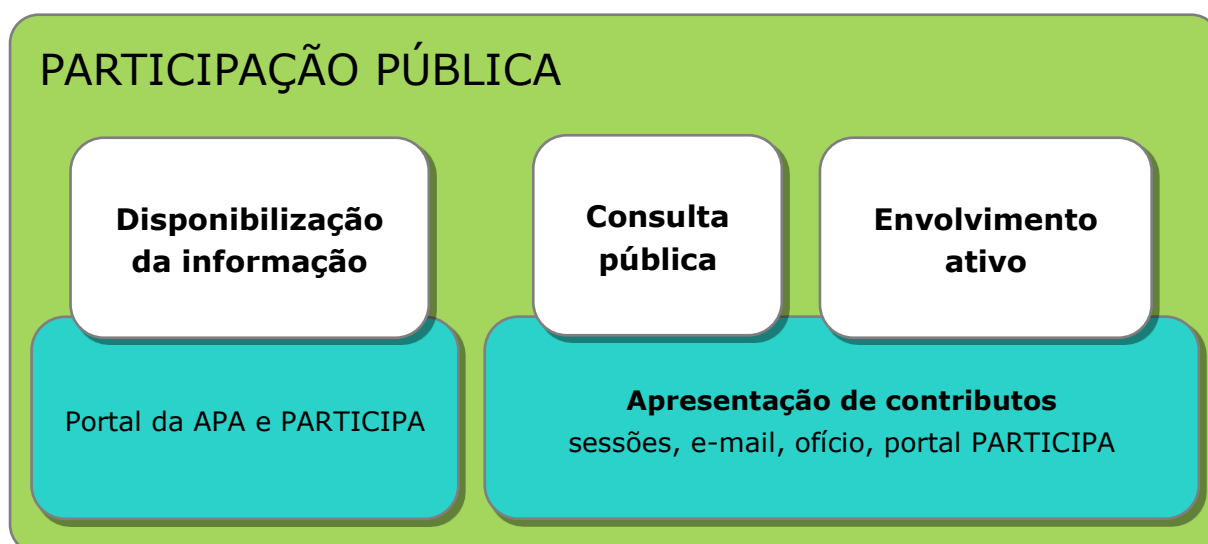 PARTICIPAÇÃO PÚBLICA
Disponibilização
da informação
Portal da APA e PARTICIPA
Consulta
pública
Envolvimento
ativo
Apresentação de contributos
sessões, e-mail, ofício, portal PARTICIPA